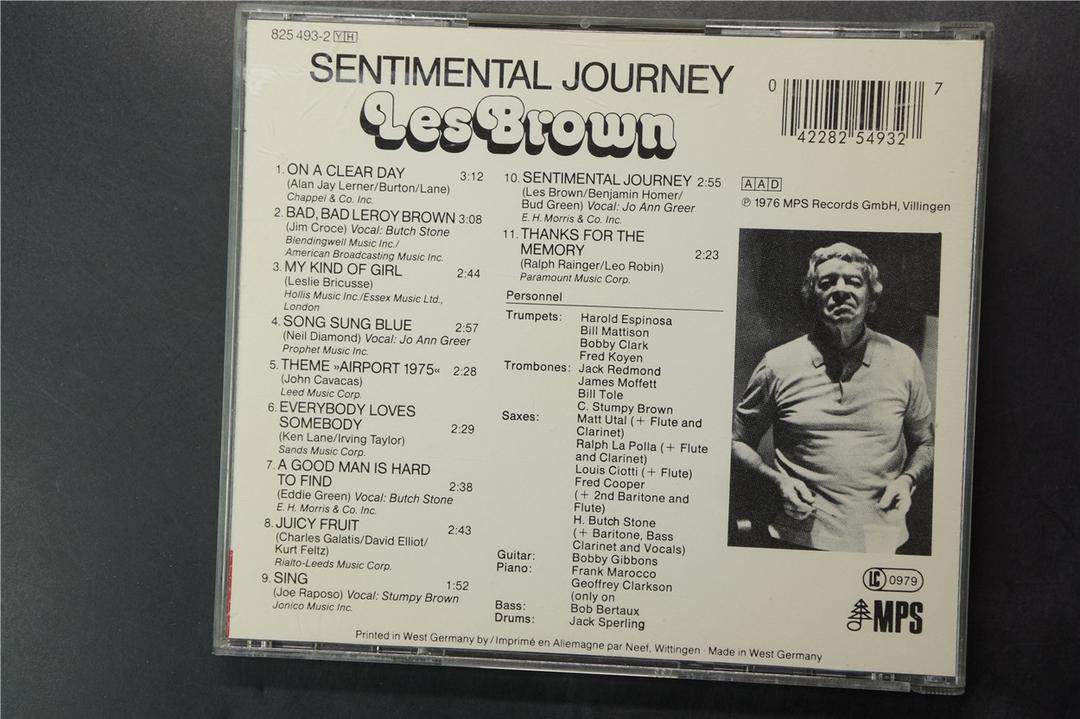 825 493-2 YH
SENTIMENTAL JOURNEY
Les Brown
0 42282 54932 7
1. ON A CLEAR DAY 3:12
(Alan Jay Lerner/Burton/Lane)
Chappel & Co. Inc.
2. BAD, BAD LEROY BROWN 3:08
(Jim Croce) Vocal: Butch Stone
Blendingwell Music Inc./
American Broadcasting Music Inc.
3. MY KIND OF GIRL 2:44
(Leslie Bricusse)
Hollis Music Inc./Essex Music Ltd.,
London
4. SONG SUNG BLUE 2:57
(Neil Diamond) Vocal: Jo Ann Greer
Prophet Music Inc.
5. THEME »AIRPORT 1975« 2:28
(John Cavacas)
Leed Music Corp.
6. EVERYBODY LOVES
SOMEBODY 2:29
(Ken Lane/Irving Taylor)
Sands Music Corp.
7. A GOOD MAN IS HARD
TO FIND 2:38
(Eddie Green) Vocal: Butch Stone
E. H. Morris & Co. Inc.
8. JUICY FRUIT 2:43
(Charles Galatis/David Elliot/
Kurt Feltz)
Rialto-Leeds Music Corp.
9. SING 1:52
(Joe Raposo) Vocal: Stumpy Brown
Jonico Music Inc.
10. SENTIMENTAL JOURNEY 2:55
(Les Brown/Benjamin Homer/
Bud Green) Vocal: Jo Ann Greer
E. H. Morris & Co. Inc.
11. THANKS FOR THE
MEMORY 2:23
(Ralph Rainger/Leo Robin)
Paramount Music Corp.
Personnel
Trumpets: Harold Espinosa
Bill Mattison
Bobby Clark
Fred Koyen
Trombones: Jack Redmond
James Moffett
Bill Tole
C. Stumpy Brown
Saxes: Matt Utal (+ Flute and
Clarinet)
Ralph La Polla (+ Flute
and Clarinet)
Louis Ciotti (+ Flute)
Fred Cooper
(+ 2nd Baritone and
Flute)
H. Butch Stone
(+ Baritone, Bass
Clarinet and Vocals)
Guitar: Bobby Gibbons
Piano: Frank Marocco
Geoffrey Clarkson
(only on
Bass: Bob Bertaux
Drums: Jack Sperling
AAD
℗ 1976 MPS Records GmbH, Villingen
LC 0979
MPS
Printed in West Germany by / Imprimé en Allemagne par Neef, Wittingen · Made in West Germany